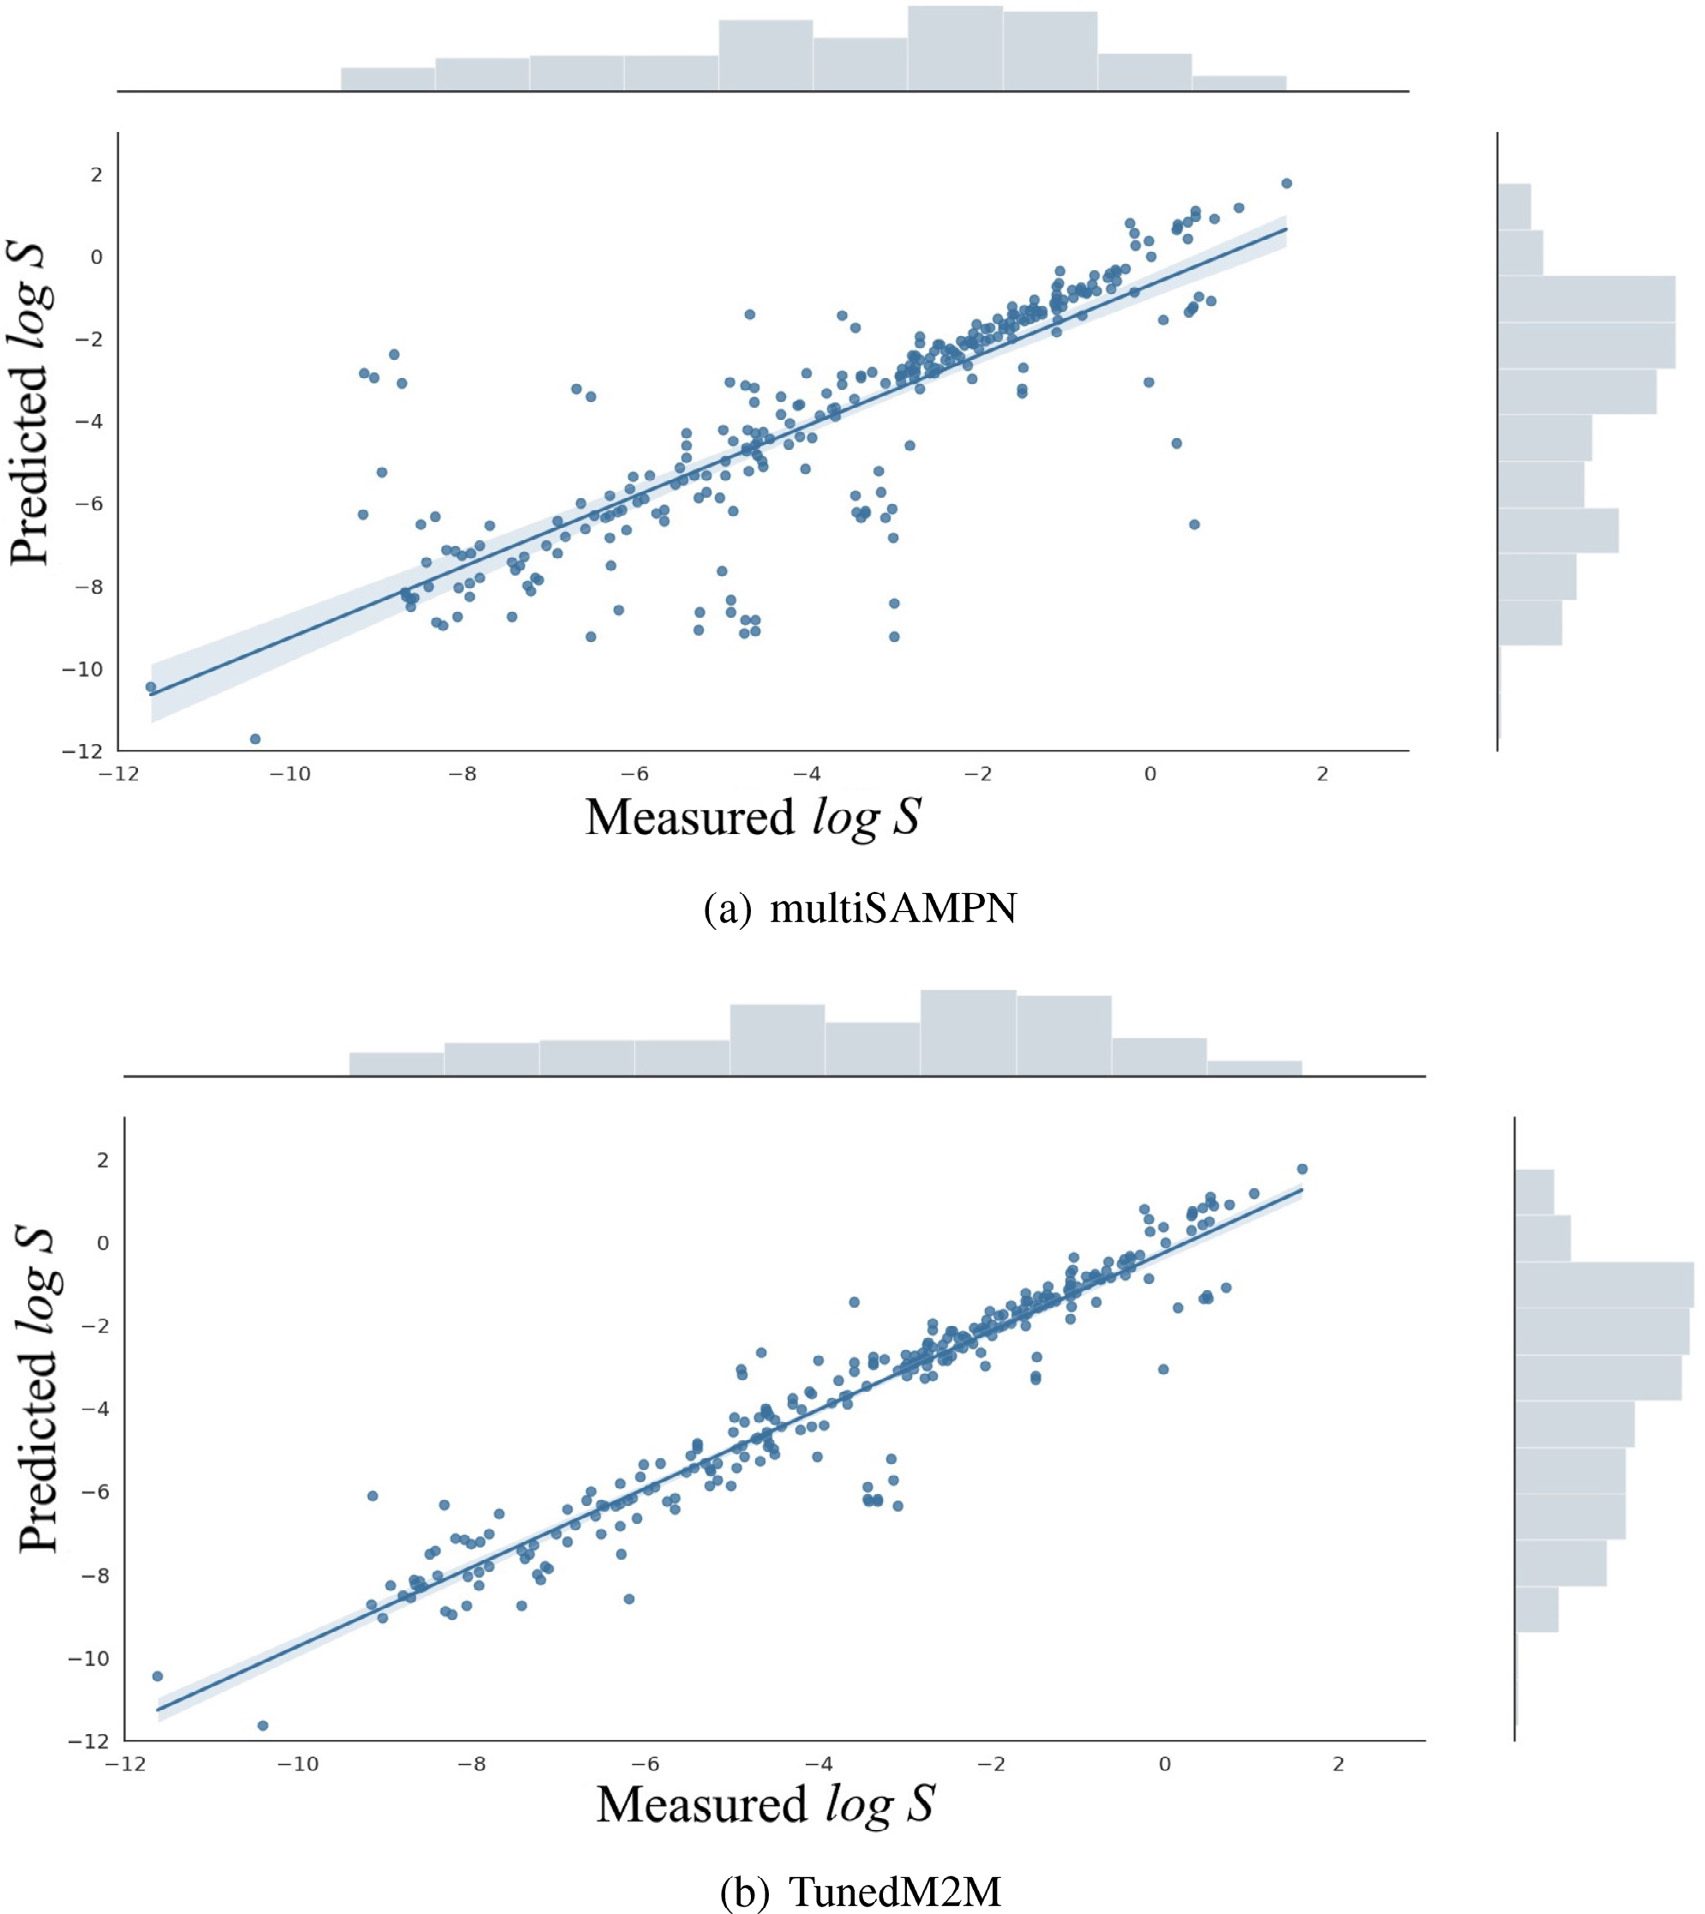 2
0
−2
−4
−6
−8
−10
−12
Predicted log S
−12 −10 −8 −6 −4 −2 0 2
Measured log S
(a) multiSAMPN
2
0
−2
−4
−6
−8
−10
−12
Predicted log S
−12 −10 −8 −6 −4 −2 0 2
Measured log S
(b) TunedM2M